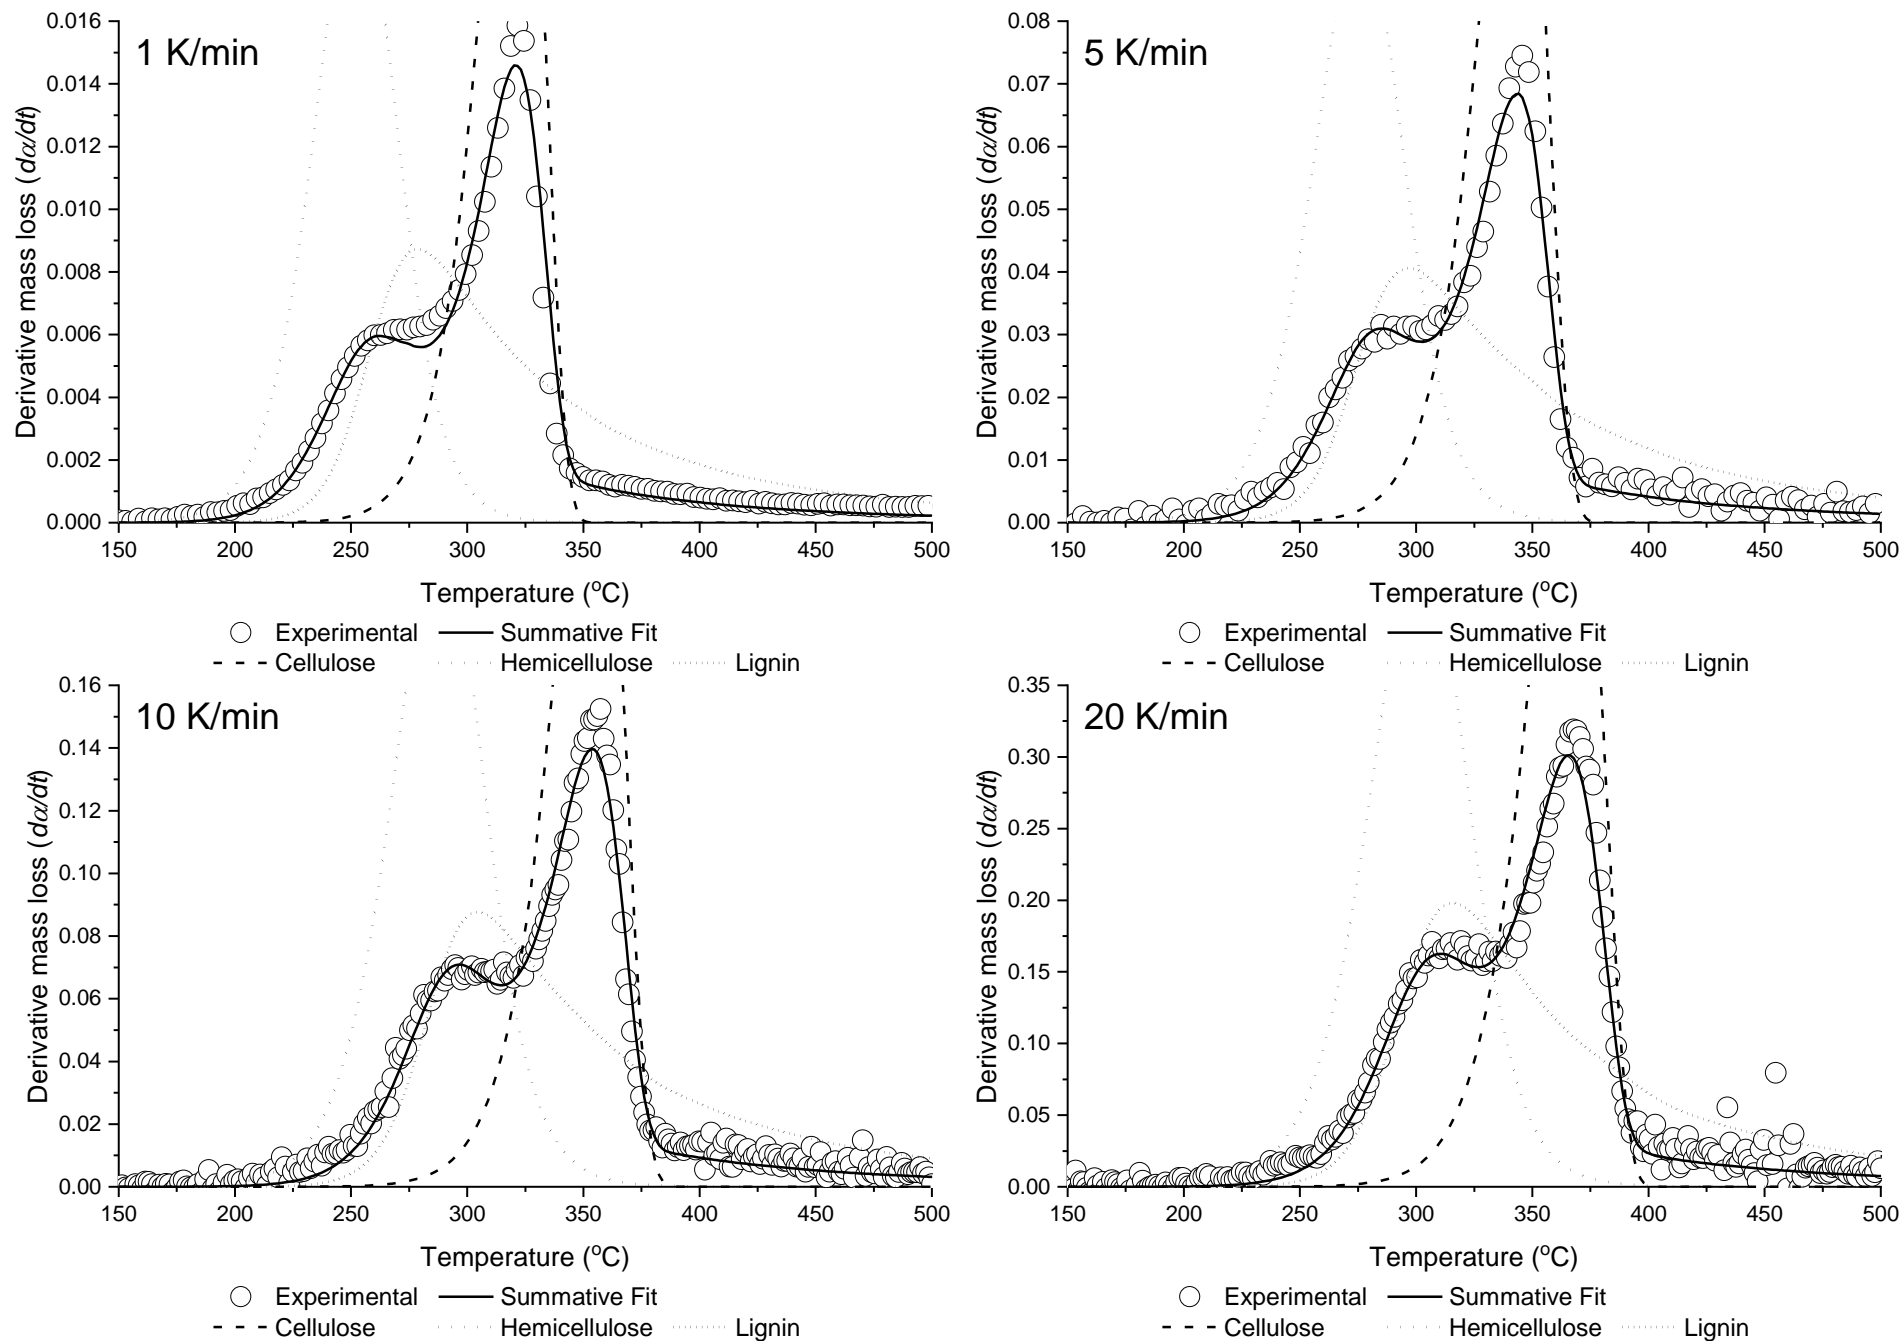 1 K/min
Derivative mass loss (dα/dt)
0.016
0.014
0.012
0.010
0.008
0.006
0.004
0.002
0.000
150 200 250 300 350 400 450 500
Temperature (oC)
Experimental Summative Fit
Cellulose Hemicellulose Lignin
5 K/min
Derivative mass loss (dα/dt)
0.08
0.07
0.06
0.05
0.04
0.03
0.02
0.01
0.00
150 200 250 300 350 400 450 500
Temperature (oC)
Experimental Summative Fit
Cellulose Hemicellulose Lignin
10 K/min
Derivative mass loss (dα/dt)
0.16
0.14
0.12
0.10
0.08
0.06
0.04
0.02
0.00
150 200 250 300 350 400 450 500
Temperature (oC)
Experimental Summative Fit
Cellulose Hemicellulose Lignin
20 K/min
Derivative mass loss (dα/dt)
0.35
0.30
0.25
0.20
0.15
0.10
0.05
0.00
150 200 250 300 350 400 450 500
Temperature (oC)
Experimental Summative Fit
Cellulose Hemicellulose Lignin